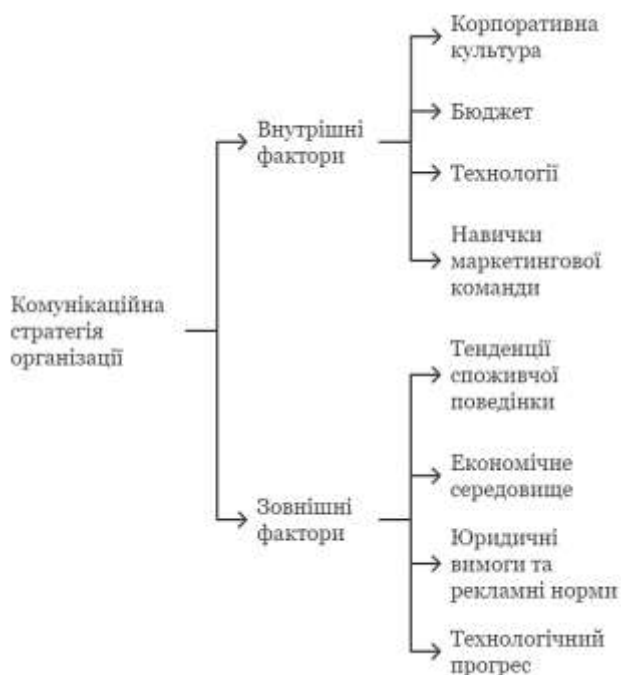 Корпоративна
культура
Внутрішні
фактори
Бюджет
Технології
Навички
маркетингової
команди
Комунікаційна
стратегія
організації
Тенденції
споживчої
поведінки
Економічне
середовище
Зовнішні
фактори
Юридичні
вимоги та
рекламні норми
Технологічний
прогрес